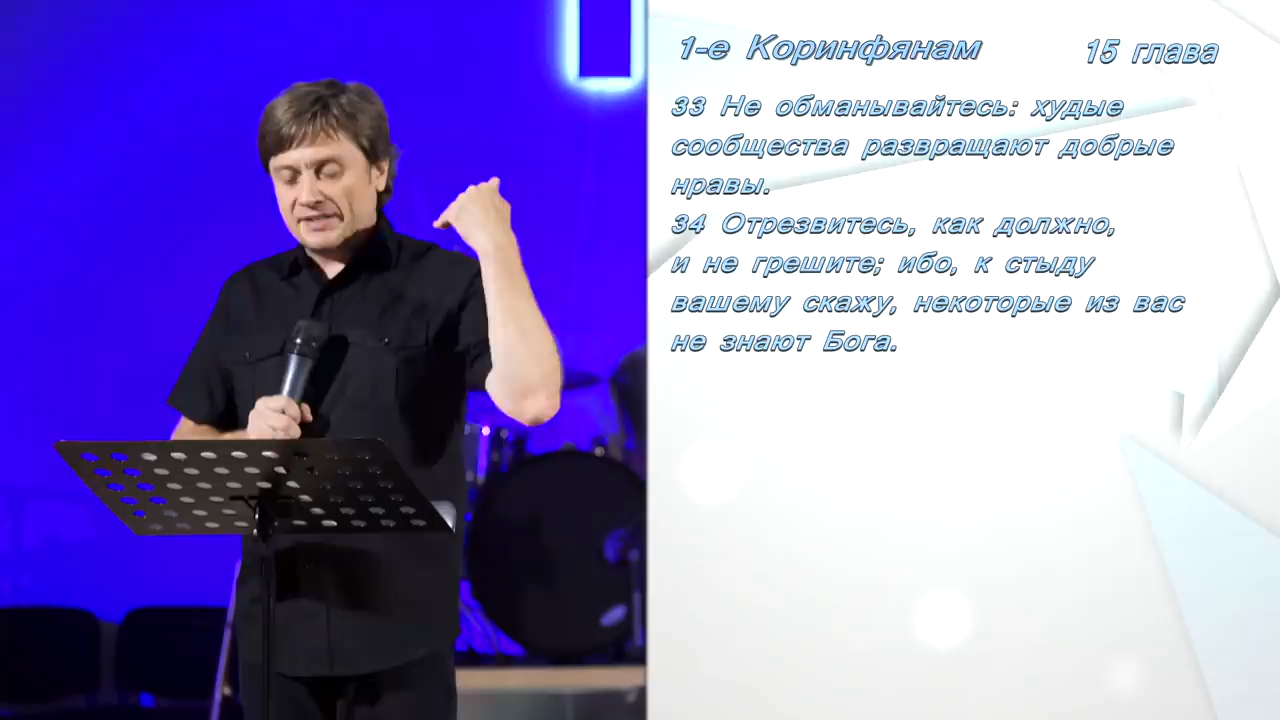 1-е Коринфянам 15 глава
33 Не обманывайтесь: худые
сообщества развращают добрые
нравы.
34 Отрезвитесь, как должно,
и не грешите; ибо, к стыду
вашему скажу, некоторые из вас
не знают Бога.